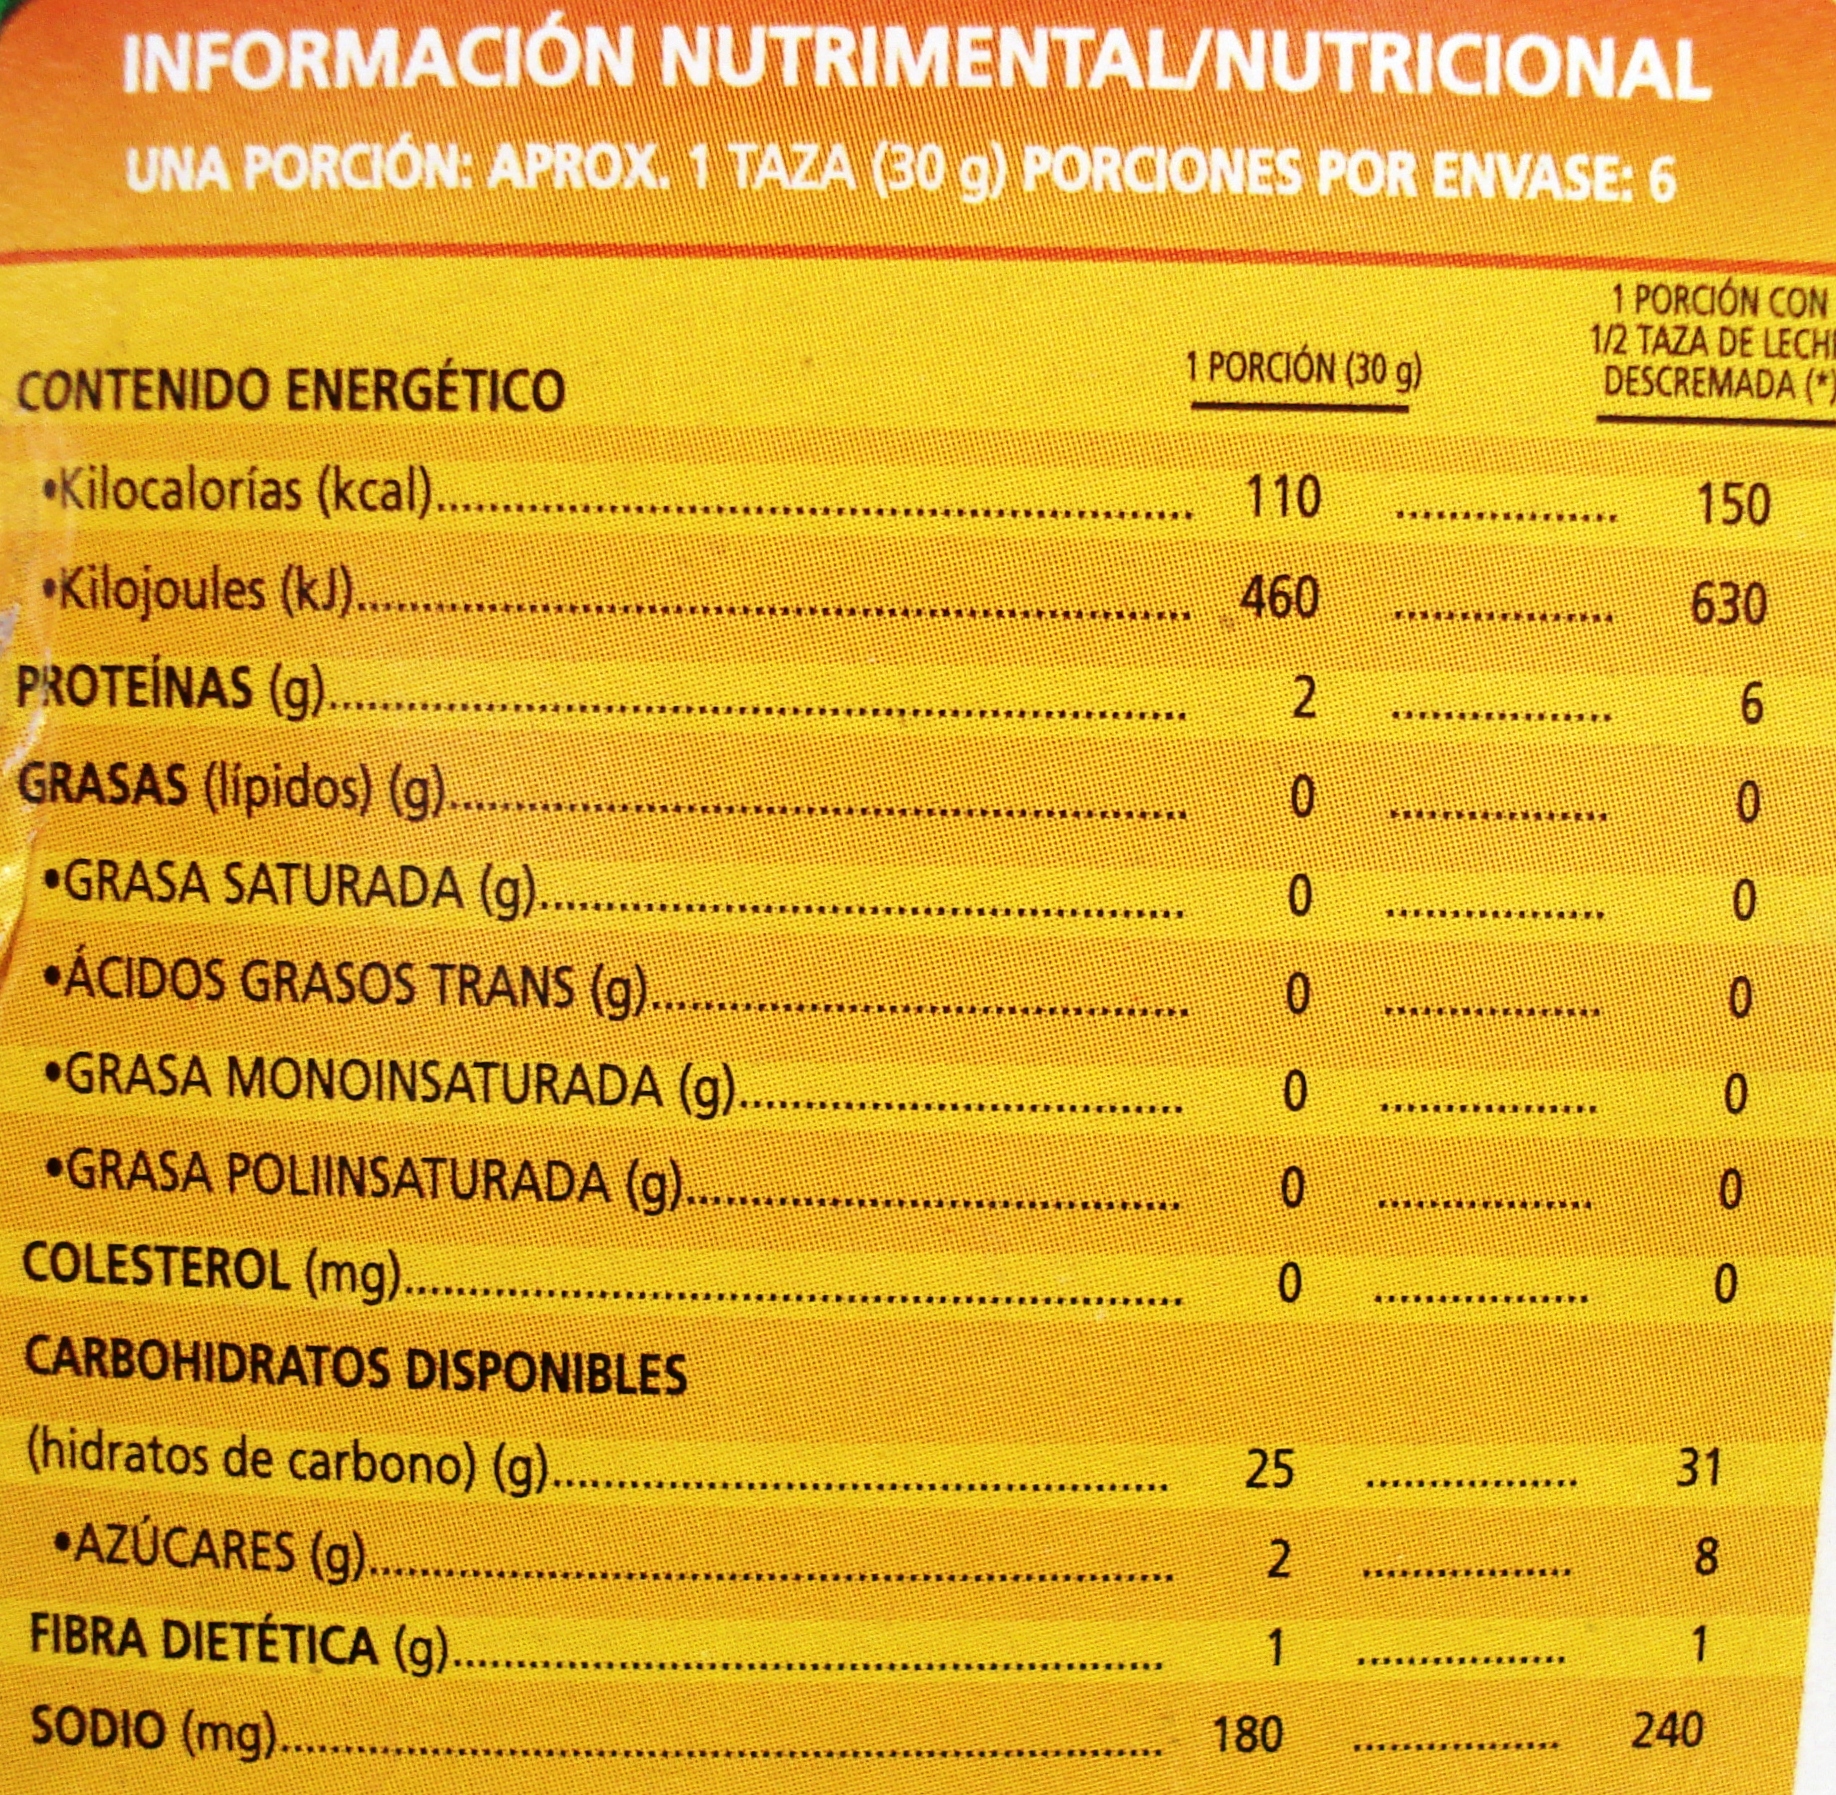 INFORMACIÓN NUTRIMENTAL/NUTRICIONAL
UNA PORCIÓN: APROX. 1 TAZA (30 g) PORCIONES POR ENVASE: 6
1 PORCIÓN CON
1/2 TAZA DE LECHE
DESCREMADA (*)
1 PORCIÓN (30 g)
CONTENIDO ENERGÉTICO
•Kilocalorías (kcal) 110 150
•Kilojoules (kJ) 460 630
PROTEÍNAS (g) 2 6
GRASAS (lípidos) (g) 0 0
•GRASA SATURADA (g) 0 0
•ÁCIDOS GRASOS TRANS (g) 0 0
•GRASA MONOINSATURADA (g) 0 0
•GRASA POLIINSATURADA (g) 0 0
COLESTEROL (mg) 0 0
CARBOHIDRATOS DISPONIBLES
(hidratos de carbono) (g) 25 31
•AZÚCARES (g) 2 8
FIBRA DIETÉTICA (g) 1 1
SODIO (mg) 180 240